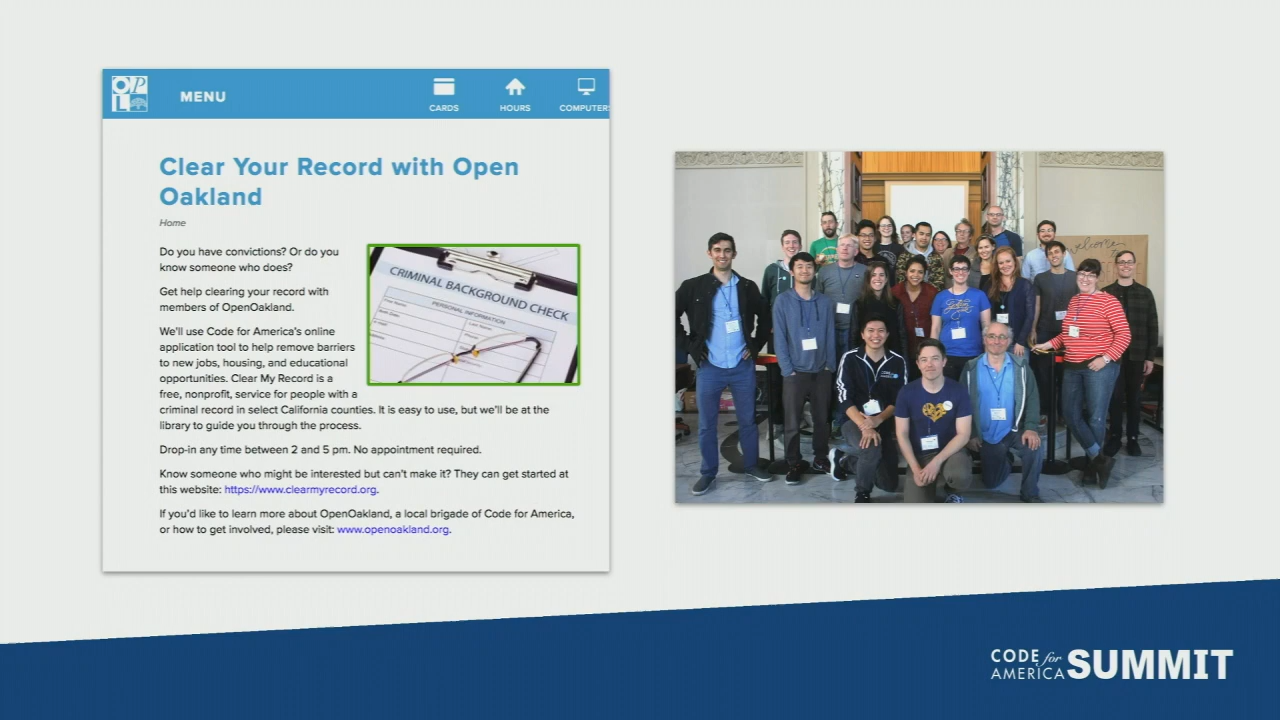 OPL
MENU
CARDS
HOURS
COMPUTERS
Clear Your Record with Open
Oakland
Home
Do you have convictions? Or do you
know someone who does?
Get help clearing your record with
members of OpenOakland.
We'll use Code for America's online
application tool to help remove barriers
to new jobs, housing, and educational
opportunities. Clear My Record is a
free, nonprofit, service for people with a
criminal record in select California counties. It is easy to use, but we'll be at the
library to guide you through the process.
Drop-in any time between 2 and 5 pm. No appointment required.
Know someone who might be interested but can't make it? They can get started at
this website: https://www.clearmyrecord.org.
If you'd like to learn more about OpenOakland, a local brigade of Code for America,
or how to get involved, please visit: www.openoakland.org.
CRIMINAL BACKGROUND CHECK
PERSONAL INFORMATION
welcome
CODE for
AMERICA SUMMIT